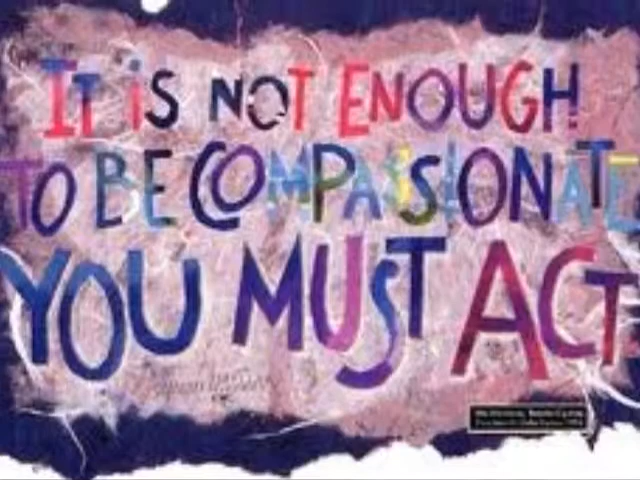 IT iS NOT ENOUGH
TO BE COMPASSIONATE
YOU MUST ACT